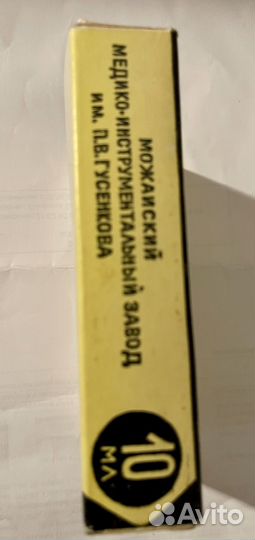 МОЖАЙСКИЙ
МЕДИКО-ИНСТРУМЕНТАЛЬНЫЙ ЗАВОД
ИМ. П.В.ГУСЕНКОВА
10
МЛ
Avito